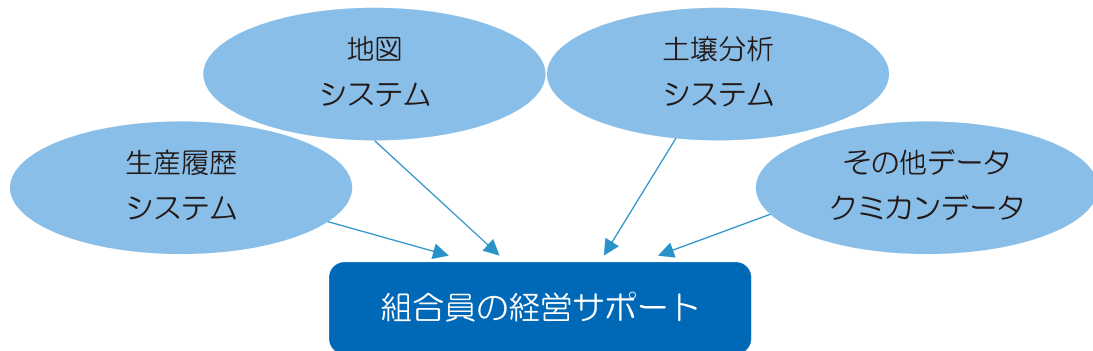 地図
システム
土壌分析
システム
生産履歴
システム
その他データ
クミカンデータ
組合員の経営サポート